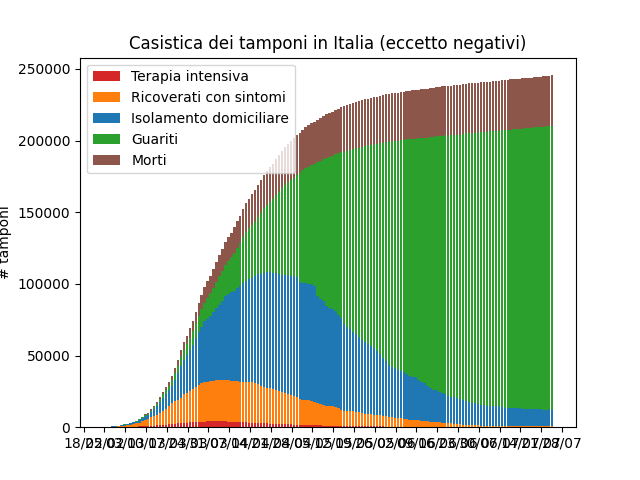 Casistica dei tamponi in Italia (eccetto negativi)
Terapia intensiva
Ricoverati con sintomi
Isolamento domiciliare
Guariti
Morti
250000
200000
150000
100000
50000
0
# tamponi